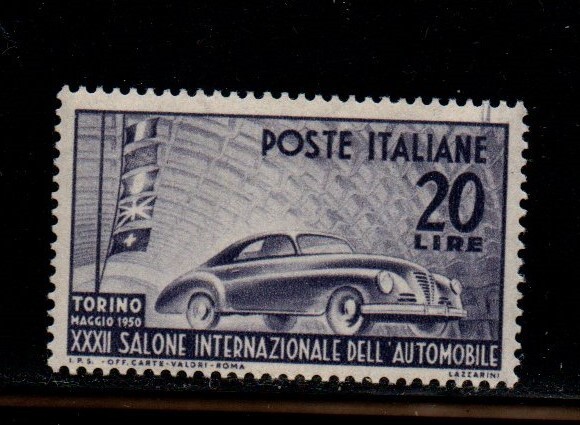 POSTE ITALIANE
20
LIRE
TORINO
MAGGIO 1950
XXXII SALONE INTERNAZIONALE DELL'AUTOMOBILE
I.P.S. - OFF. CARTE-VALORI-ROMA
LAZZARINI